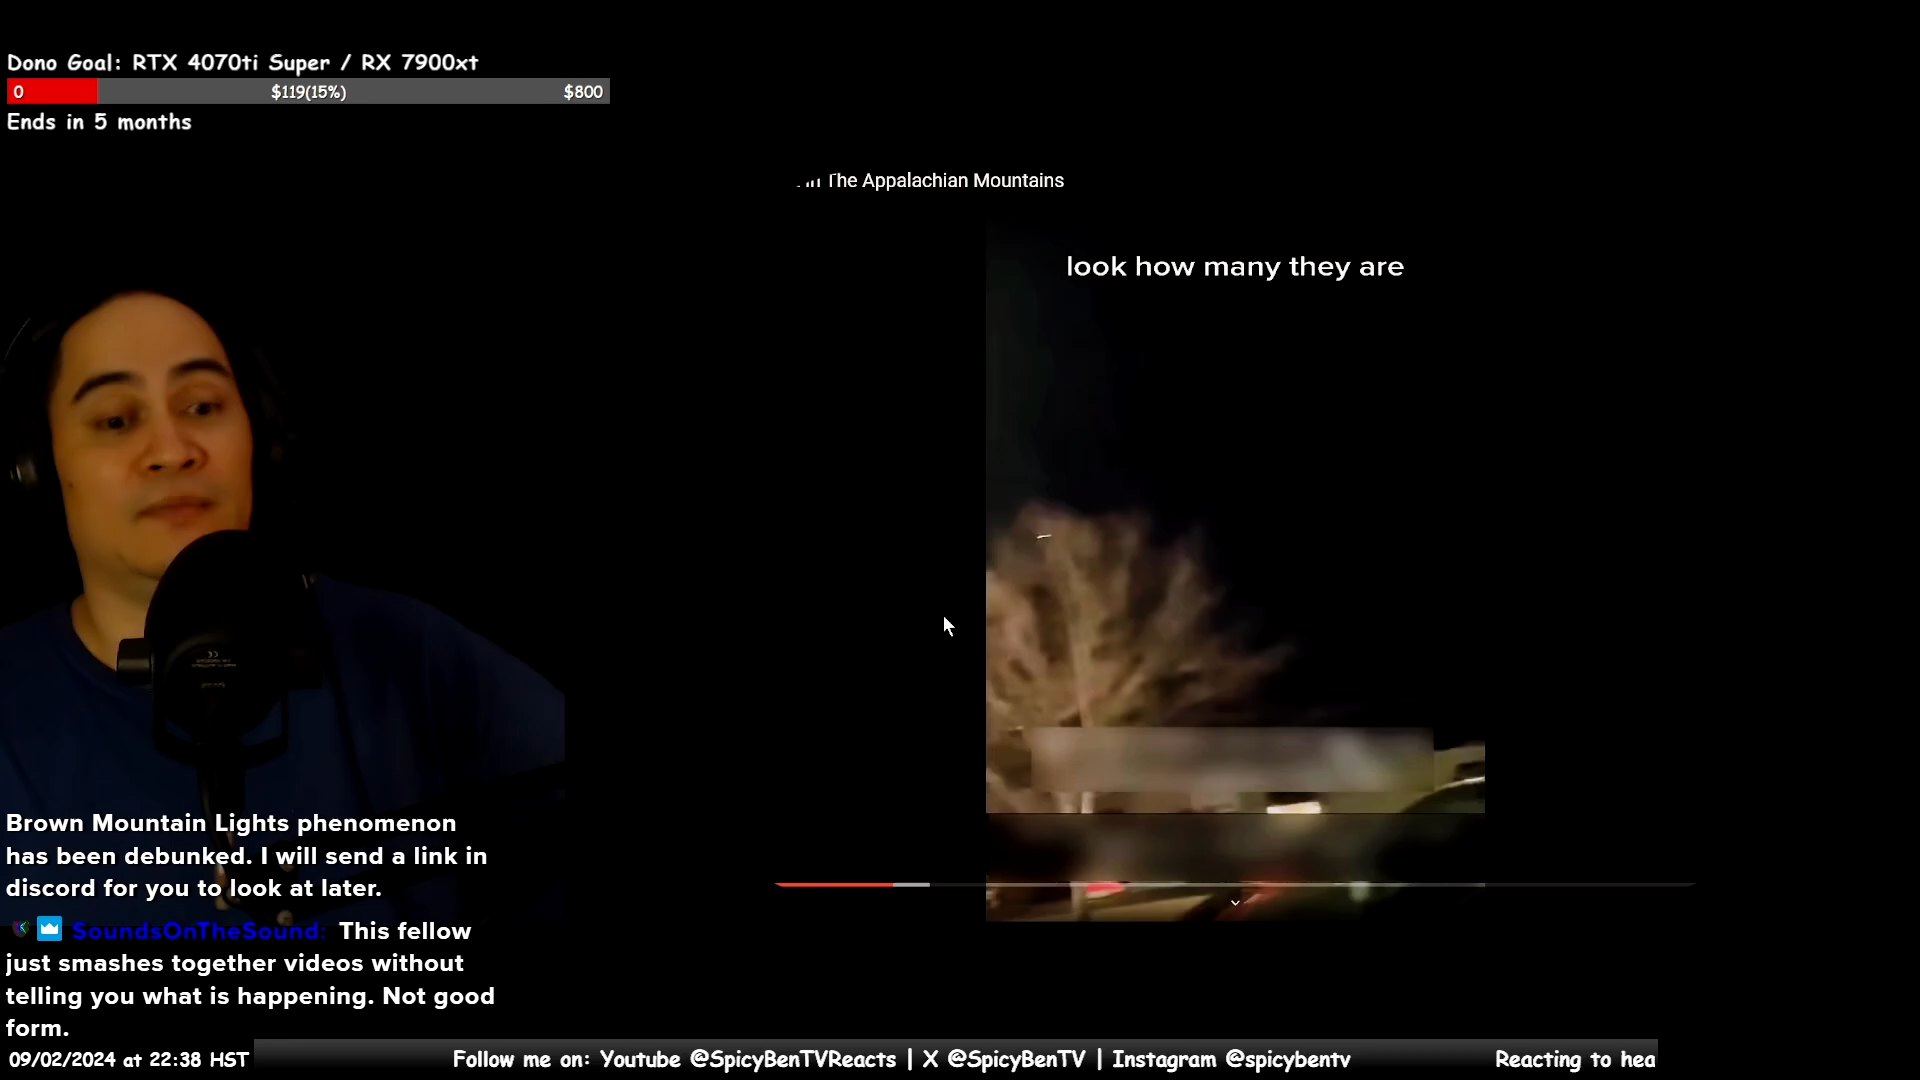 Dono Goal: RTX 4070ti Super / RX 7900xt
0 $119(15%) $800
Ends in 5 months
The Appalachian Mountains
look how many they are
Brown Mountain Lights phenomenon
has been debunked. I will send a link in
discord for you to look at later.
SoundsOnTheSound: This fellow
just smashes together videos without
telling you what is happening. Not good
form.
09/02/2024 at 22:38 HST
Follow me on: Youtube @SpicyBenTVReacts | X @SpicyBenTV | Instagram @spicybentv
Reacting to hea